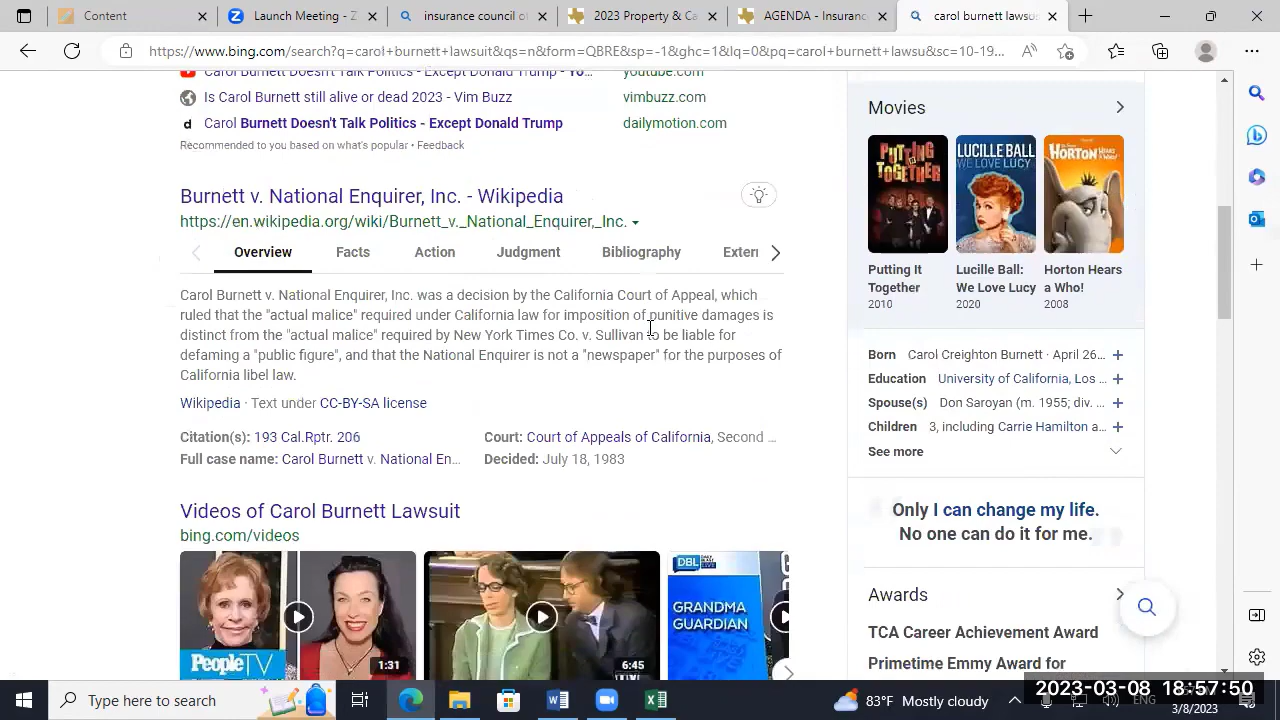 Content
Launch Meeting - Z
insurance council o
2023 Property & Ca
AGENDA - Insuranc
carol burnett lawsu
https://www.bing.com/search?q=carol+burnett+lawsuit&qs=n&form=QBRE&sp=-1&ghc=1&lq=0&pq=carol+burnett+lawsu&sc=10-19...
Carol Burnett Doesn't Talk Politics - Except Donald Trump - Yo... youtube.com
Is Carol Burnett still alive or dead 2023 - Vim Buzz vimbuzz.com
d Carol Burnett Doesn't Talk Politics - Except Donald Trump dailymotion.com
Recommended to you based on what's popular • Feedback
Burnett v. National Enquirer, Inc. - Wikipedia
https://en.wikipedia.org/wiki/Burnett_v._National_Enquirer,_Inc.
Overview Facts Action Judgment Bibliography Extern
Carol Burnett v. National Enquirer, Inc. was a decision by the California Court of Appeal, which
ruled that the "actual malice" required under California law for imposition of punitive damages is
distinct from the "actual malice" required by New York Times Co. v. Sullivan to be liable for
defaming a "public figure", and that the National Enquirer is not a "newspaper" for the purposes of
California libel law.
Wikipedia · Text under CC-BY-SA license
Citation(s): 193 Cal.Rptr. 206
Court: Court of Appeals of California, Second ...
Full case name: Carol Burnett v. National En...
Decided: July 18, 1983
Videos of Carol Burnett Lawsuit
bing.com/videos
PeopleTV
1:31
6:45
DBL
GRANDMA
GUARDIAN
Movies
PUTTING
IT
TOGETHER
LUCILLE BALL
WE LOVE LUCY
HORTON
HEARS A WHO!
Putting It
Together
2010
Lucille Ball:
We Love Lucy
2020
Horton Hears
a Who!
2008
Born Carol Creighton Burnett · April 26...
Education University of California, Los ...
Spouse(s) Don Saroyan (m. 1955; div. ...
Children 3, including Carrie Hamilton a...
See more
Only I can change my life.
No one can do it for me.
Awards
TCA Career Achievement Award
Primetime Emmy Award for
Type here to search
83°F Mostly cloudy
ENG
2023-03-08 18:57:50
3/8/2023